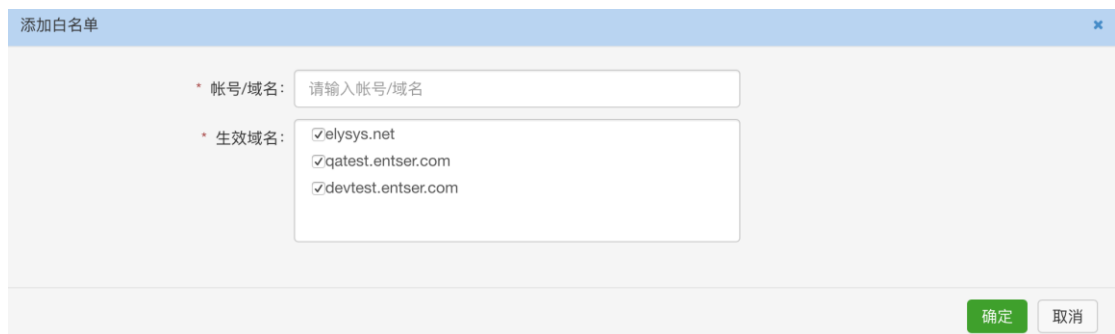 添加白名单
* 帐号/域名: 请输入帐号/域名
* 生效域名:
elysys.net
qatest.entser.com
devtest.entser.com
确定 取消